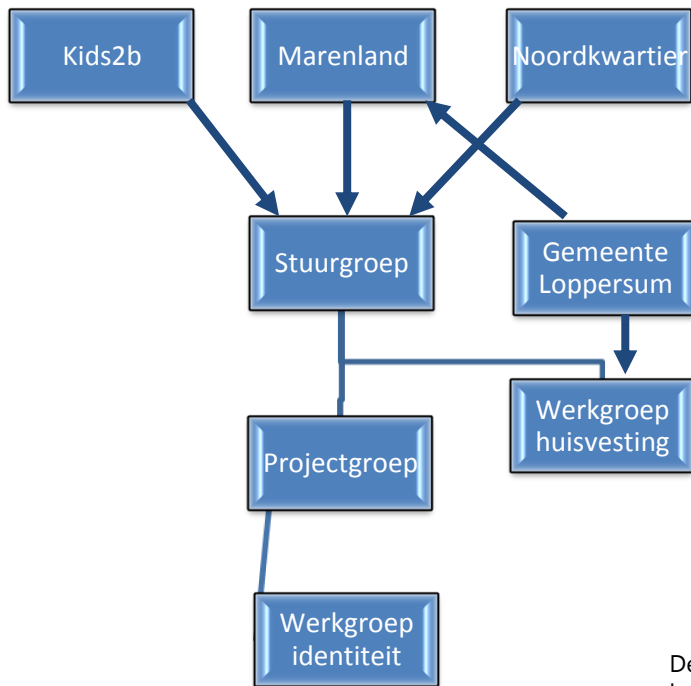 Kids2b
Marenland
Noordkwartier
Stuurgroep
Gemeente
Loppersum
Werkgroep
huisvesting
Projectgroep
Werkgroep
identiteit
De